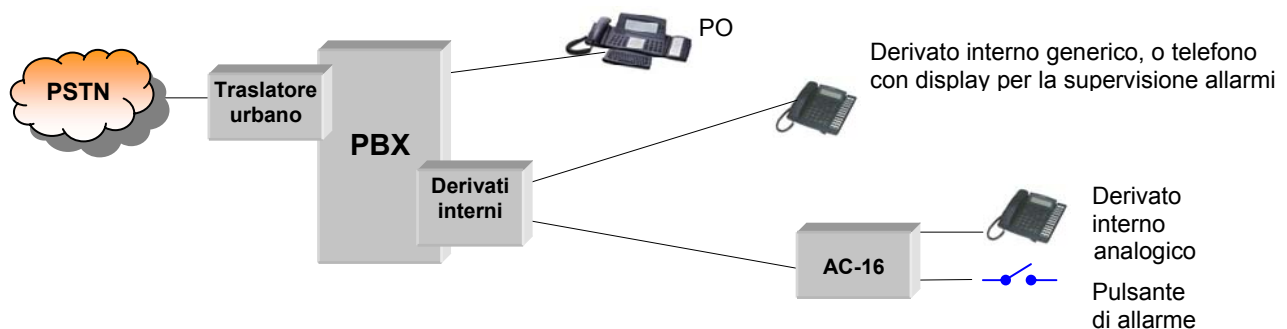 PO
Derivato interno generico, o telefono
con display per la supervisione allarmi
PSTN
Traslatore
urbano
PBX
Derivati
interni
Derivato
interno
analogico
AC-16
Pulsante
di allarme